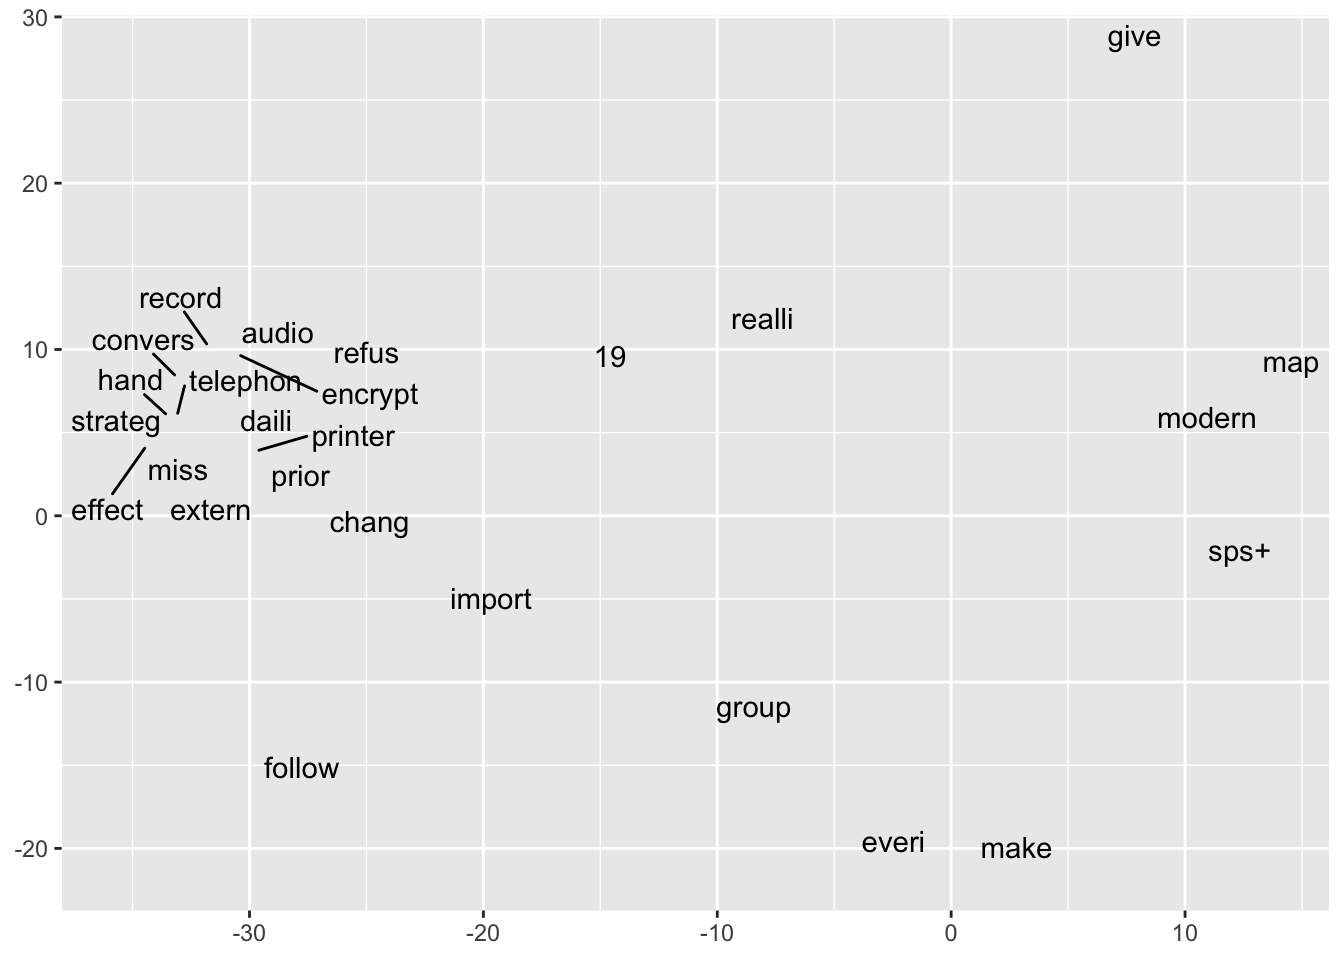 30
give
20
record
realli
audio
convers
10
refus
19
map
hand
telephon
encrypt
modern
strateg
daili
printer
miss
prior
effect
extern
0
chang
sps+
import
-10
group
follow
everi
make
-20
-30
-20
-10
0
10